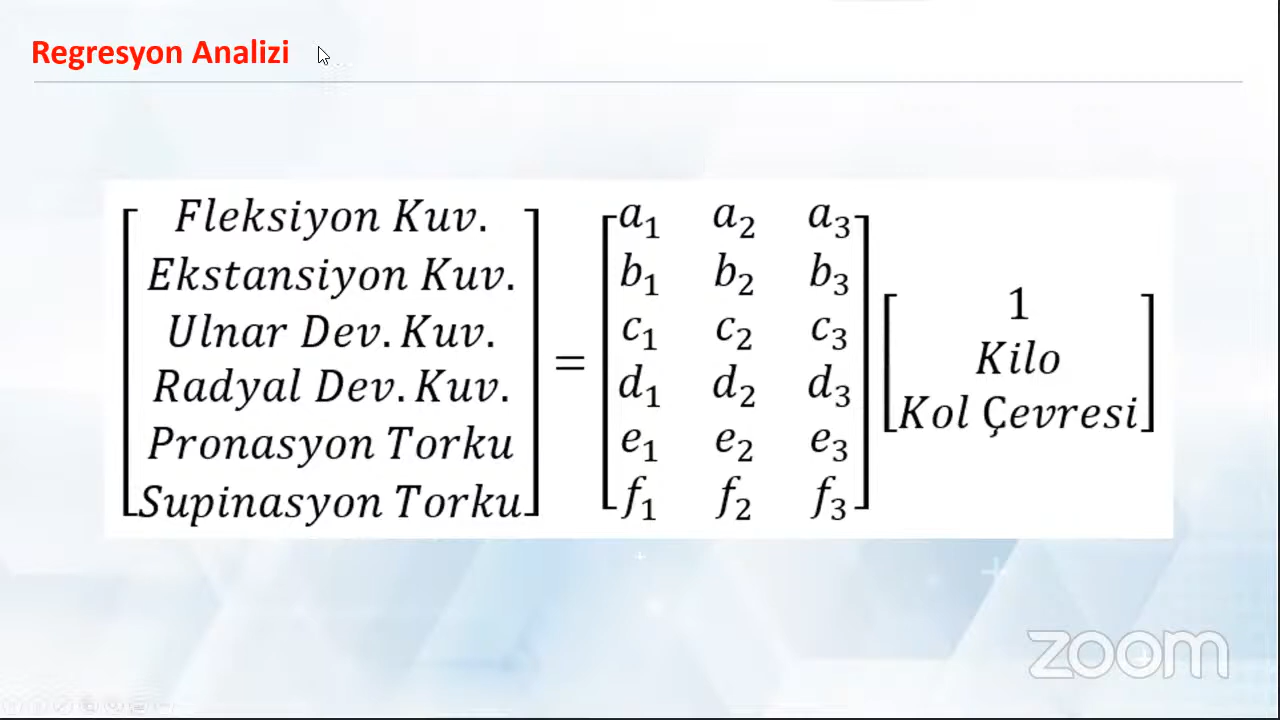 Regresyon Analizi
Fleksiyon Kuv.
Ekstansiyon Kuv.
Ulnar Dev. Kuv.
Radyal Dev. Kuv.
Pronasyon Torku
Supinasyon Torku
=
a₁ a₂ a₃
b₁ b₂ b₃
c₁ c₂ c₃
d₁ d₂ d₃
e₁ e₂ e₃
f₁ f₂ f₃
1
Kilo
Kol Çevresi
zoom